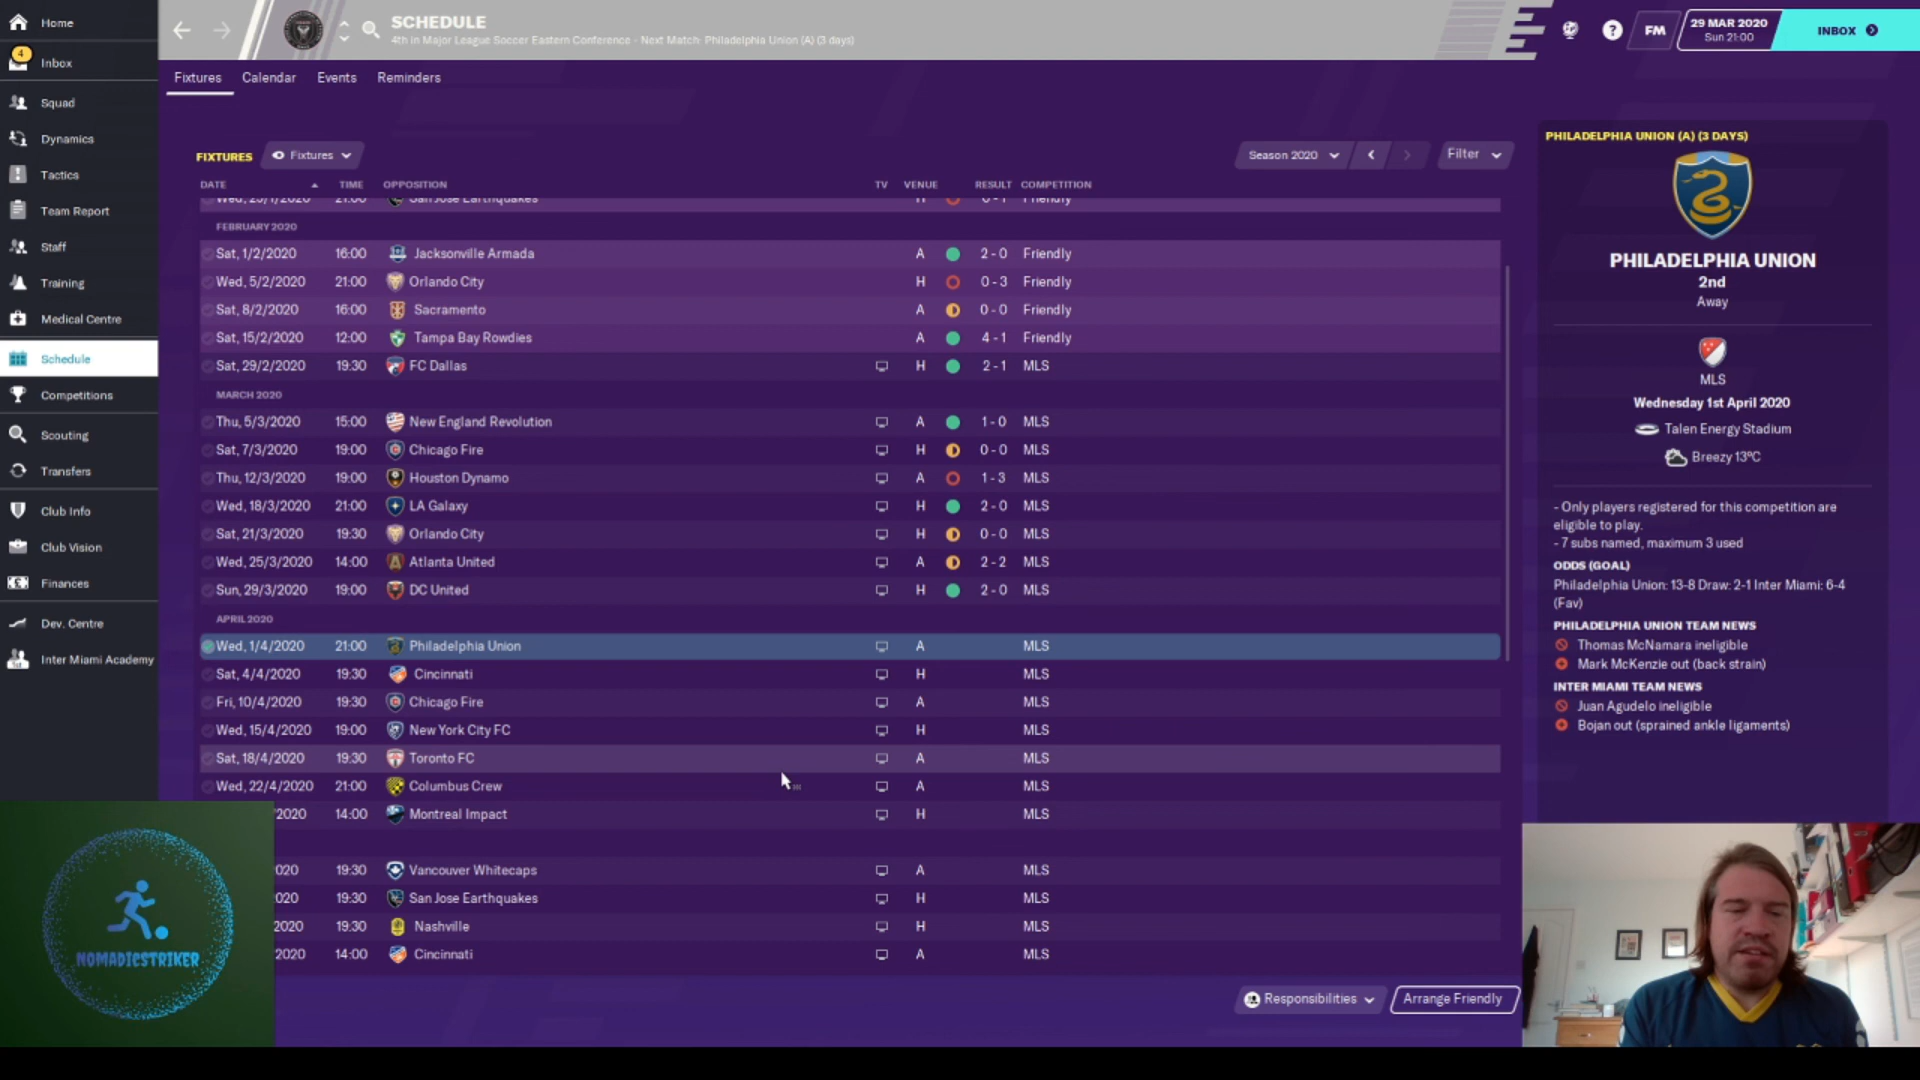 Home
SCHEDULE
4th in Major League Soccer Eastern Conference - Next Match: Philadelphia Union (A) (3 days)
FM
29 MAR 2020
Sun 21:00
INBOX
4
Inbox
Squad
Dynamics
Tactics
Team Report
Staff
Training
Medical Centre
Schedule
Competitions
Scouting
Transfers
Club Info
Club Vision
Finances
Dev. Centre
Inter Miami Academy
Fixtures Calendar Events Reminders
FIXTURES Fixtures Season 2020 Filter
DATE TIME OPPOSITION TV VENUE RESULT COMPETITION
San Jose Earthquakes H 0 - 1 Friendly
FEBRUARY 2020
Sat, 1/2/2020 16:00 Jacksonville Armada A 2 - 0 Friendly
Wed, 5/2/2020 21:00 Orlando City H 0 - 3 Friendly
Sat, 8/2/2020 16:00 Sacramento A 0 - 0 Friendly
Sat, 15/2/2020 12:00 Tampa Bay Rowdies A 4 - 1 Friendly
Sat, 29/2/2020 19:30 FC Dallas H 2 - 1 MLS
MARCH 2020
Thu, 5/3/2020 15:00 New England Revolution A 1 - 0 MLS
Sat, 7/3/2020 19:00 Chicago Fire H 0 - 0 MLS
Thu, 12/3/2020 19:00 Houston Dynamo A 1 - 3 MLS
Wed, 18/3/2020 21:00 LA Galaxy H 2 - 0 MLS
Sat, 21/3/2020 19:30 Orlando City H 0 - 0 MLS
Wed, 25/3/2020 14:00 Atlanta United A 2 - 2 MLS
Sun, 29/3/2020 19:00 DC United H 2 - 0 MLS
APRIL 2020
Wed, 1/4/2020 21:00 Philadelphia Union A MLS
Sat, 4/4/2020 19:30 Cincinnati H MLS
Fri, 10/4/2020 19:30 Chicago Fire A MLS
Wed, 15/4/2020 19:00 New York City FC H MLS
Sat, 18/4/2020 19:30 Toronto FC A MLS
Wed, 22/4/2020 21:00 Columbus Crew A MLS
'2020 14:00 Montreal Impact H MLS
020 19:30 Vancouver Whitecaps A MLS
020 19:30 San Jose Earthquakes H MLS
2020 19:30 Nashville H MLS
2020 14:00 Cincinnati A MLS
Responsibilities Arrange Friendly
PHILADELPHIA UNION (A) (3 DAYS)
PHILADELPHIA UNION
2nd
Away
MLS
Wednesday 1st April 2020
Talen Energy Stadium
Breezy 13ºC
- Only players registered for this competition are
eligible to play.
- 7 subs named, maximum 3 used
ODDS (GOAL)
Philadelphia Union: 13-8 Draw: 2-1 Inter Miami: 6-4
(Fav)
PHILADELPHIA UNION TEAM NEWS
Thomas McNamara ineligible
Mark McKenzie out (back strain)
INTER MIAMI TEAM NEWS
Juan Agudelo ineligible
Bojan out (sprained ankle ligaments)
NOMADICSTRIKER